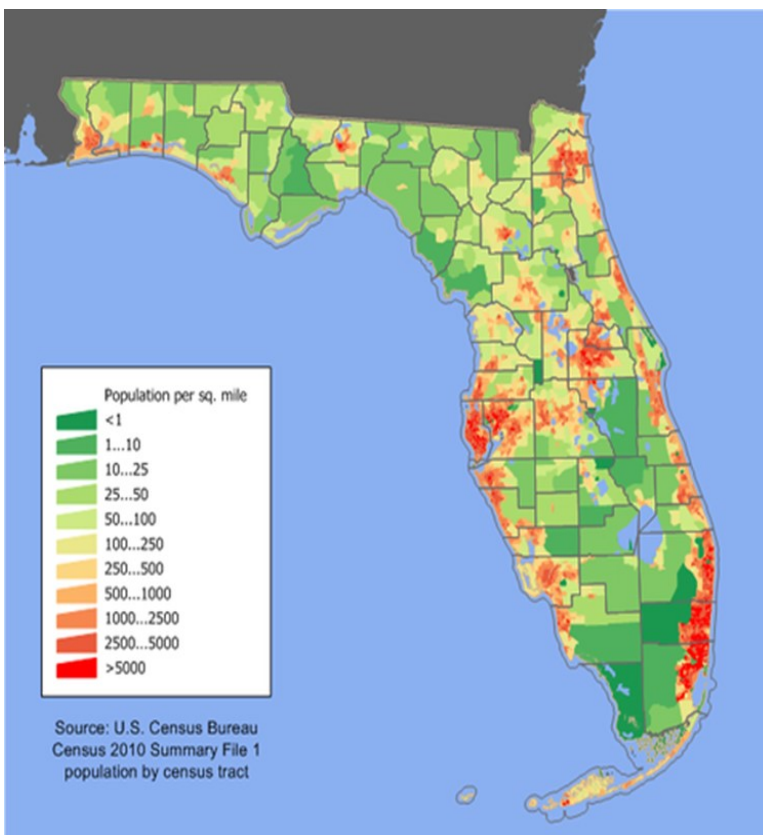 Population per sq. mile
<1
1...10
10...25
25...50
50...100
100...250
250...500
500...1000
1000...2500
2500...5000
>5000
Source: U.S. Census Bureau
Census 2010 Summary File 1
population by census tract